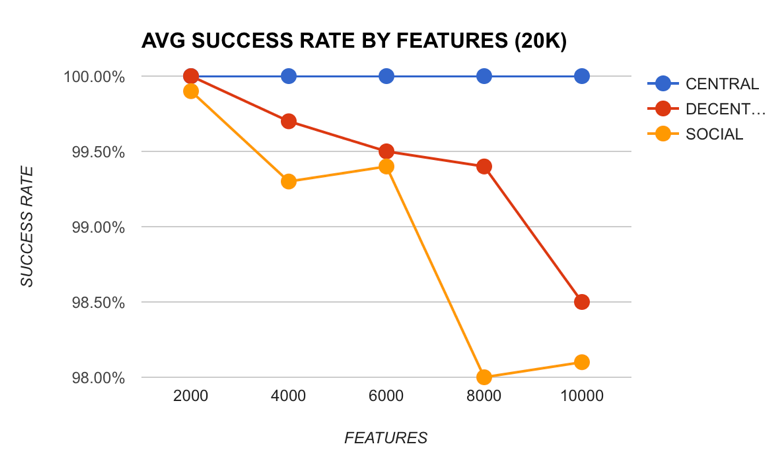 AVG SUCCESS RATE BY FEATURES (20K)
100.00%
99.50%
99.00%
98.50%
98.00%
SUCCESS RATE
2000 4000 6000 8000 10000
FEATURES
CENTRAL
DECENT…
SOCIAL